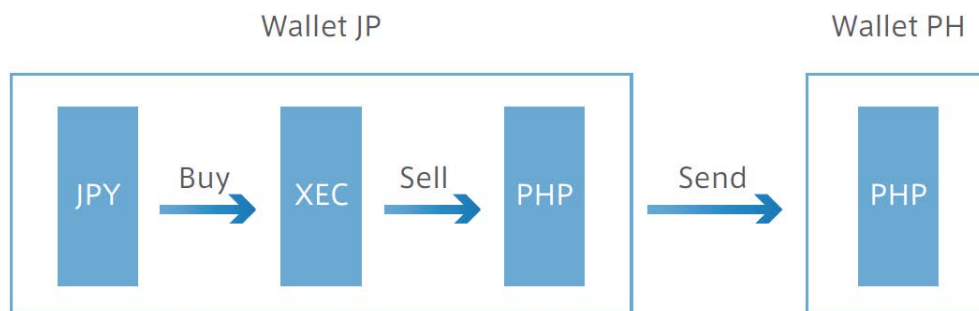 Wallet JP
Wallet PH
JPY
Buy
XEC
Sell
PHP
Send
PHP